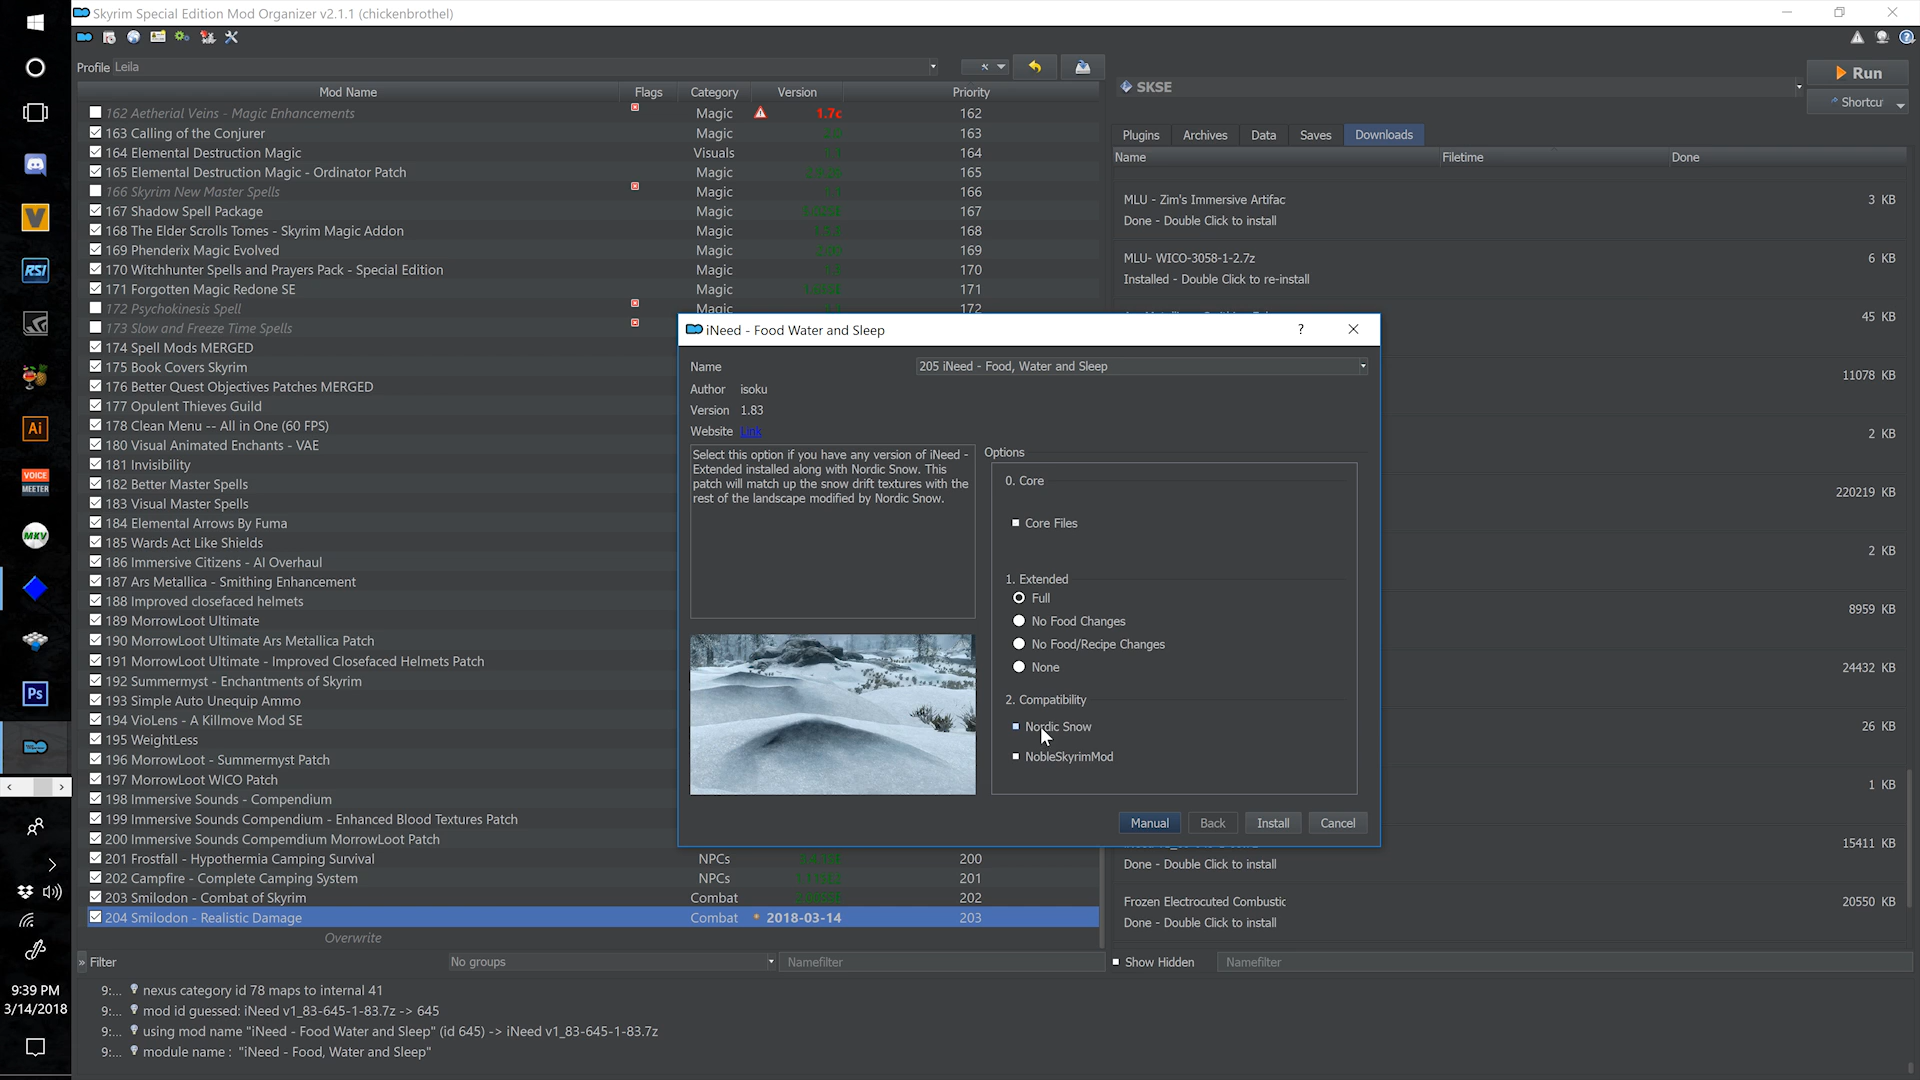 Skyrim Special Edition Mod Organizer v2.1.1 (chickenbrothel)
Profile Leila
Mod Name Flags Category Version Priority
162 Aetherial Veins - Magic Enhancements Magic 1.7c 162
163 Calling of the Conjurer Magic 163
164 Elemental Destruction Magic Visuals 164
165 Elemental Destruction Magic - Ordinator Patch Magic 165
166 Skyrim New Master Spells Magic 166
167 Shadow Spell Package Magic 167
168 The Elder Scrolls Tomes - Skyrim Magic Addon Magic 168
169 Phenderix Magic Evolved Magic 169
170 Witchhunter Spells and Prayers Pack - Special Edition Magic 170
171 Forgotten Magic Redone SE Magic 171
172 Psychokinesis Spell Magic 172
173 Slow and Freeze Time Spells
174 Spell Mods MERGED
175 Book Covers Skyrim
176 Better Quest Objectives Patches MERGED
177 Opulent Thieves Guild
178 Clean Menu -- All in One (60 FPS)
180 Visual Animated Enchants - VAE
181 Invisibility
182 Better Master Spells
183 Visual Master Spells
184 Elemental Arrows By Fuma
185 Wards Act Like Shields
186 Immersive Citizens - AI Overhaul
187 Ars Metallica - Smithing Enhancement
188 Improved closefaced helmets
189 MorrowLoot Ultimate
190 MorrowLoot Ultimate Ars Metallica Patch
191 MorrowLoot Ultimate - Improved Closefaced Helmets Patch
192 Summermyst - Enchantments of Skyrim
193 Simple Auto Unequip Ammo
194 VioLens - A Killmove Mod SE
195 WeightLess
196 MorrowLoot - Summermyst Patch
197 MorrowLoot WICO Patch
198 Immersive Sounds - Compendium
199 Immersive Sounds Compendium - Enhanced Blood Textures Patch
200 Immersive Sounds Compemdium MorrowLoot Patch
201 Frostfall - Hypothermia Camping Survival NPCs 200
202 Campfire - Complete Camping System NPCs 201
203 Smilodon - Combat of Skyrim Combat 202
204 Smilodon - Realistic Damage Combat 2018-03-14 203
Overwrite
» Filter No groups Namefilter
9:... nexus category id 78 maps to internal 41
9:... mod id guessed: iNeed v1_83-645-1-83.7z -> 645
9:... using mod name "iNeed - Food Water and Sleep" (id 645) -> iNeed v1_83-645-1-83.7z
9:... module name : "iNeed - Food, Water and Sleep"
iNeed - Food Water and Sleep
?
Name 205 iNeed - Food, Water and Sleep
Author isoku
Version 1.83
Website Link
Select this option if you have any version of iNeed -
Extended installed along with Nordic Snow. This
patch will match up the snow drift textures with the
rest of the landscape modified by Nordic Snow.
Options
0. Core
Core Files
1. Extended
Full
No Food Changes
No Food/Recipe Changes
None
2. Compatibility
Nordic Snow
NobleSkyrimMod
Manual Back Install Cancel
SKSE
Run
Shortcu
Plugins Archives Data Saves Downloads
Name Filetime Done
MLU - Zim's Immersive Artifac 3 KB
Done - Double Click to install
MLU- WICO-3058-1-2.7z 6 KB
Installed - Double Click to re-install
45 KB
11078 KB
2 KB
220219 KB
2 KB
8959 KB
24432 KB
26 KB
1 KB
15411 KB
Done - Double Click to install
Frozen Electrocuted Combustic 20550 KB
Done - Double Click to install
Show Hidden Namefilter
RSI
Ai
VOICE
MEETER
MKV
Ps
9:39 PM
3/14/2018